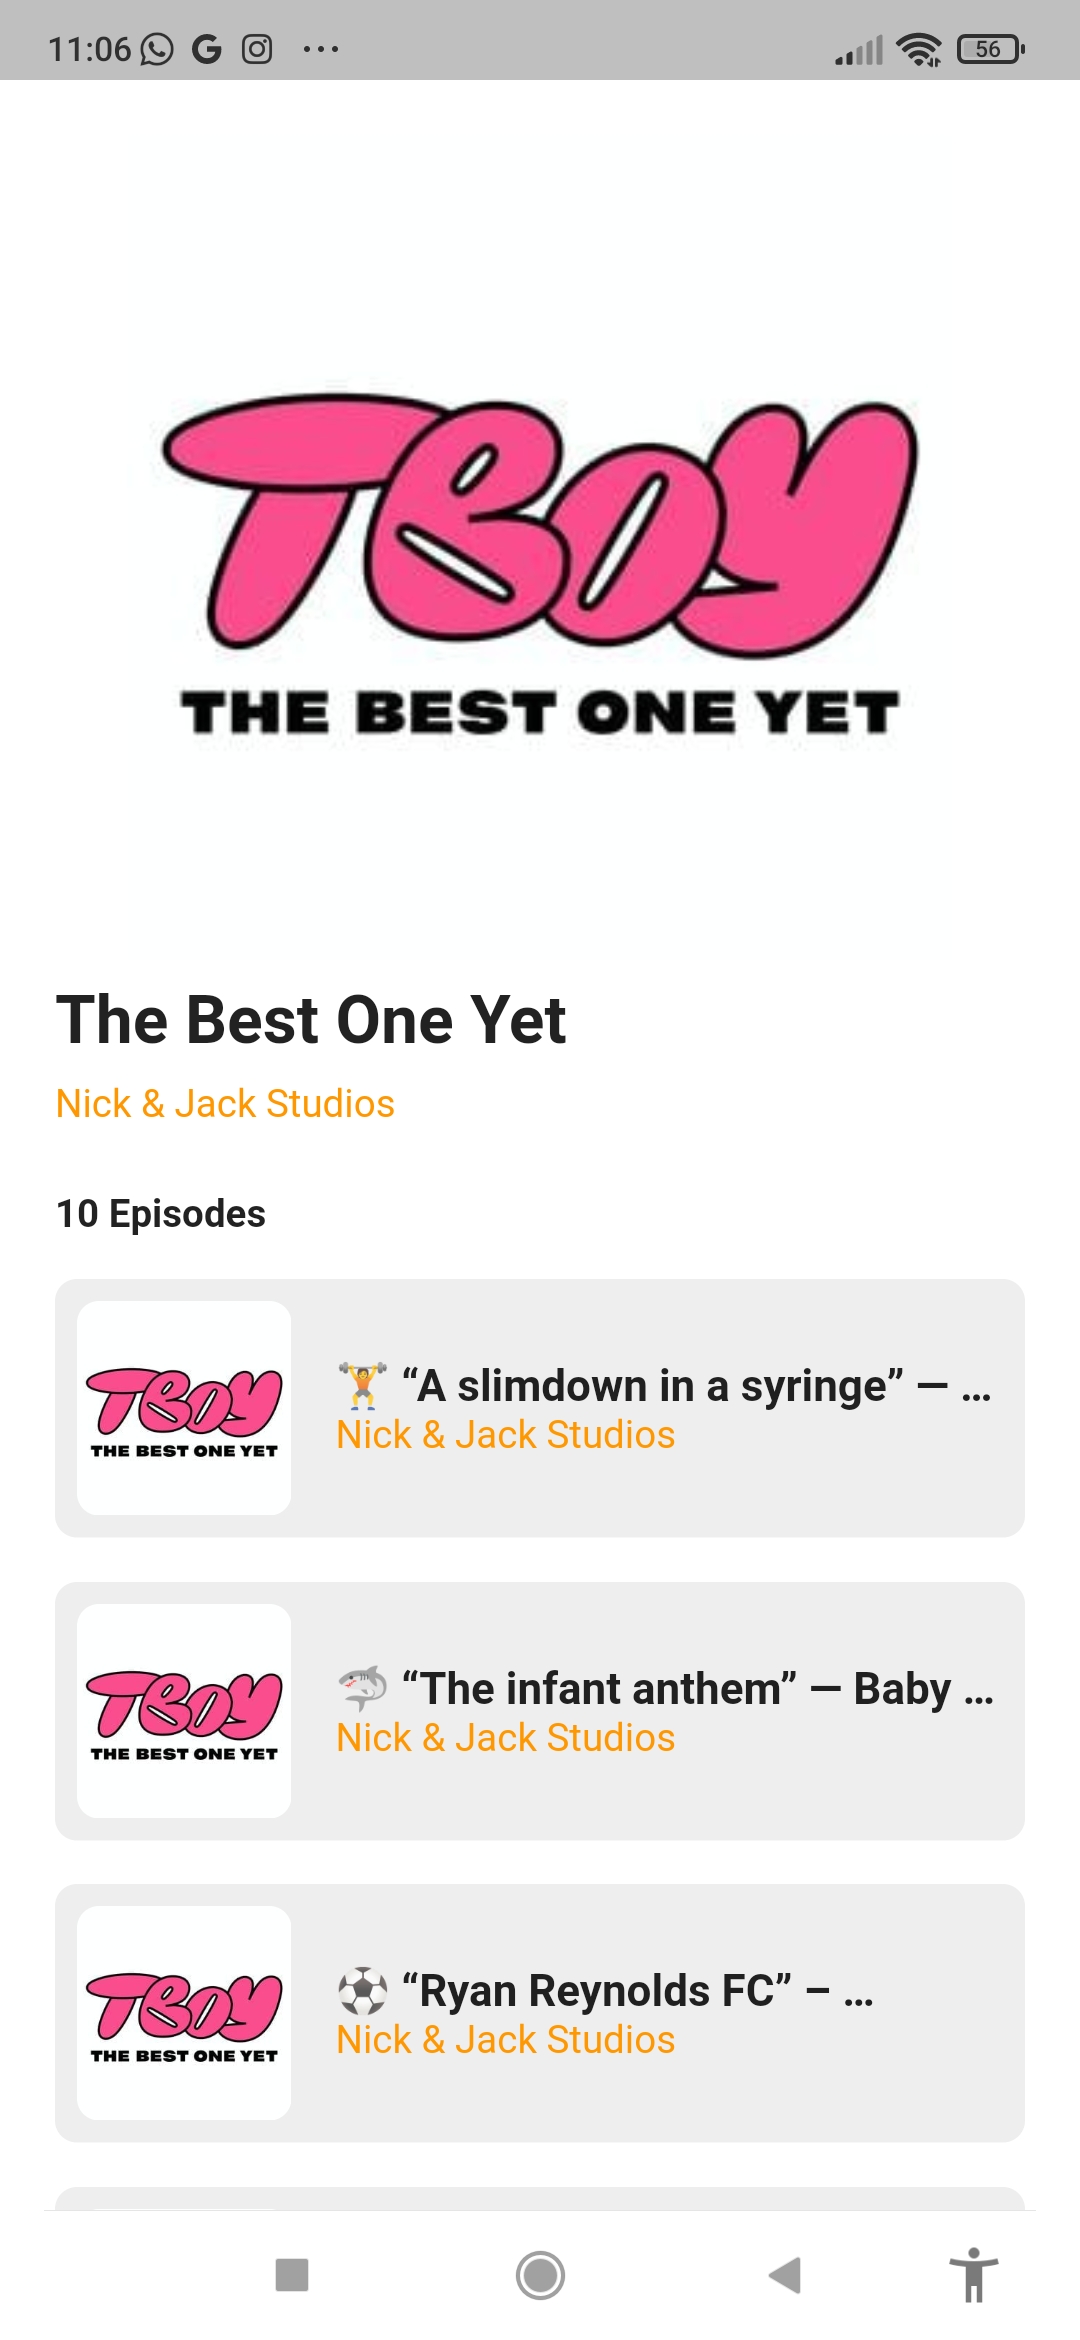 11:06 56
TBOY
THE BEST ONE YET
The Best One Yet
Nick & Jack Studios
10 Episodes
TBOY
THE BEST ONE YET
🏋️ “A slimdown in a syringe” — ...
Nick & Jack Studios
TBOY
THE BEST ONE YET
🦈 “The infant anthem” — Baby ...
Nick & Jack Studios
TBOY
THE BEST ONE YET
⚽ “Ryan Reynolds FC” – ...
Nick & Jack Studios